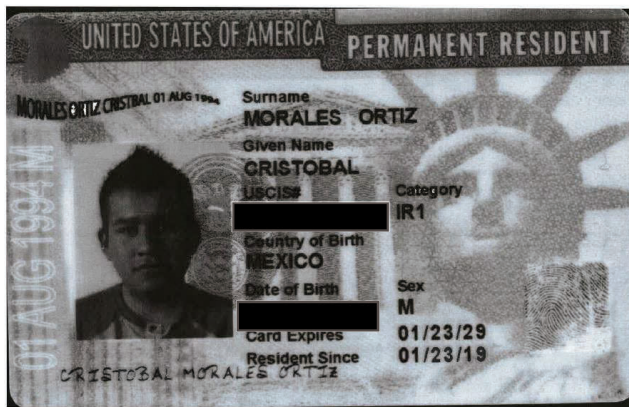 UNITED STATES OF AMERICA
PERMANENT RESIDENT
MORALES ORTIZ CRISTBAL 01 AUG 1994
Surname
MORALES ORTIZ
Given Name
CRISTOBAL
USCIS#
Category
IR1
Country of Birth
MEXICO
Date of Birth
Sex
M
Card Expires 01/23/29
Resident Since 01/23/19
CRISTOBAL MORALES ORTIZ
01 AUG 1994 M